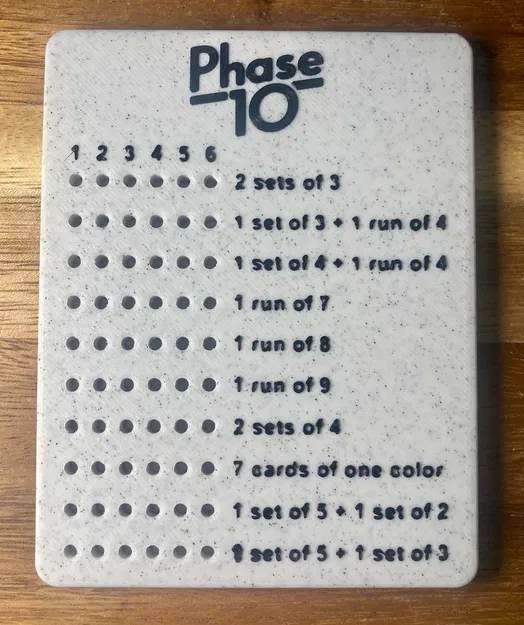 Phase
10
1 2 3 4 5 6
2 sets of 3
1 set of 3 + 1 run of 4
1 set of 4 + 1 run of 4
1 run of 7
1 run of 8
1 run of 9
2 sets of 4
7 cards of one color
1 set of 5 + 1 set of 2
1 set of 5 + 1 set of 3